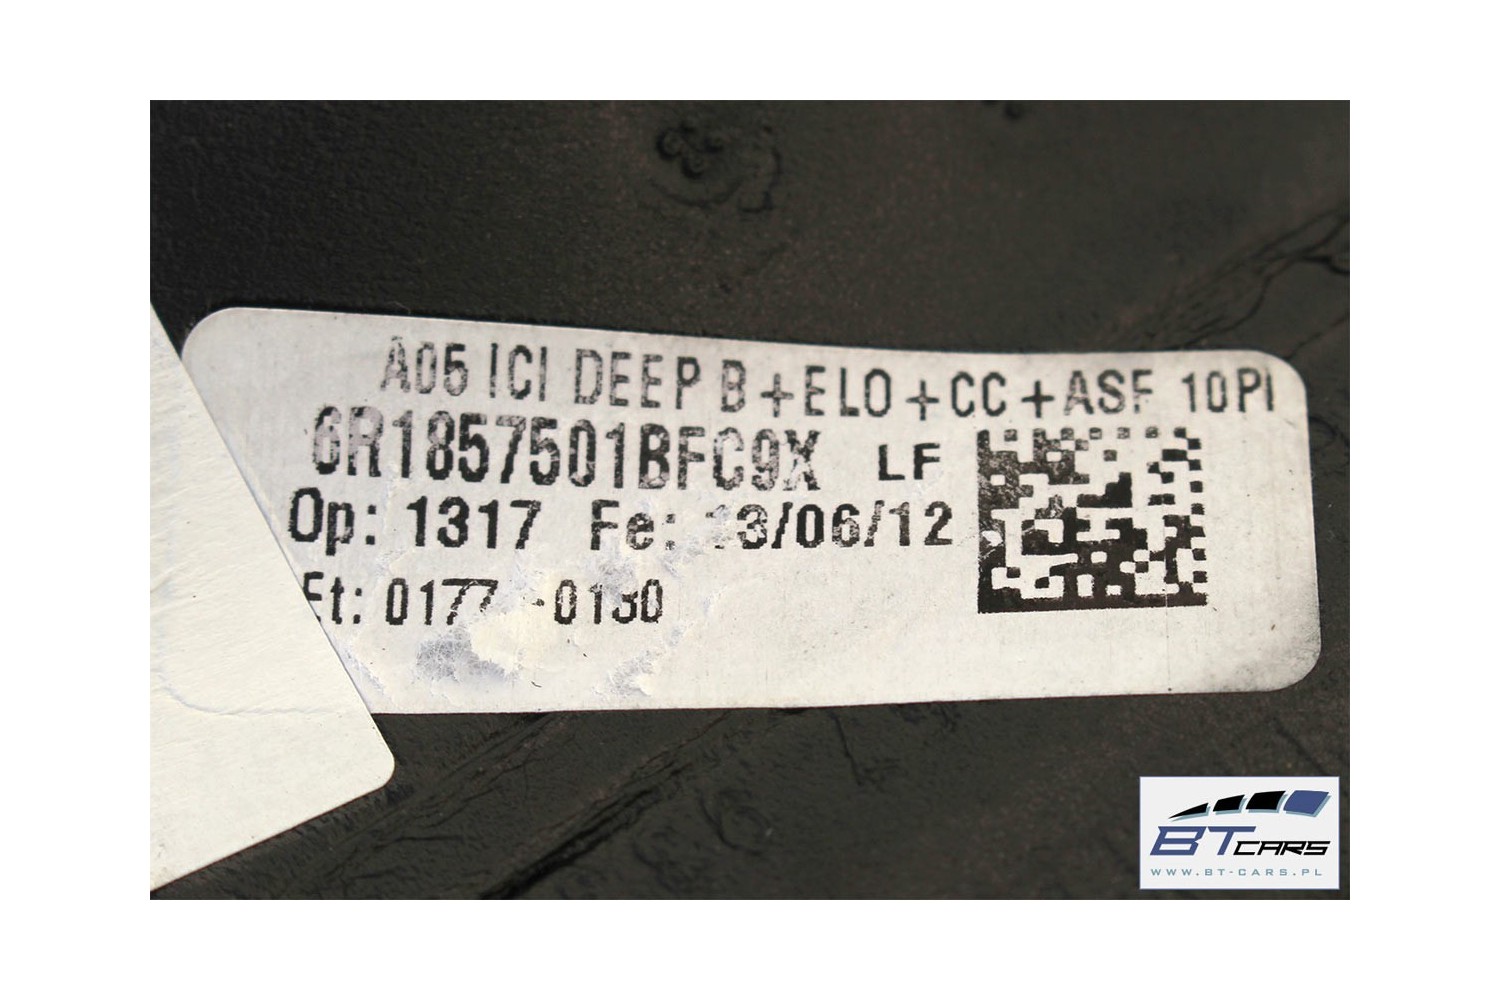 A05 ICI DEEP B+ELO+CC+ASF 10PI
6R1857501BFC9X LF
Op: 1317 Fe: 13/06/12
Et: 0177 -0130
BT CARS
WWW.BT-CARS.PL